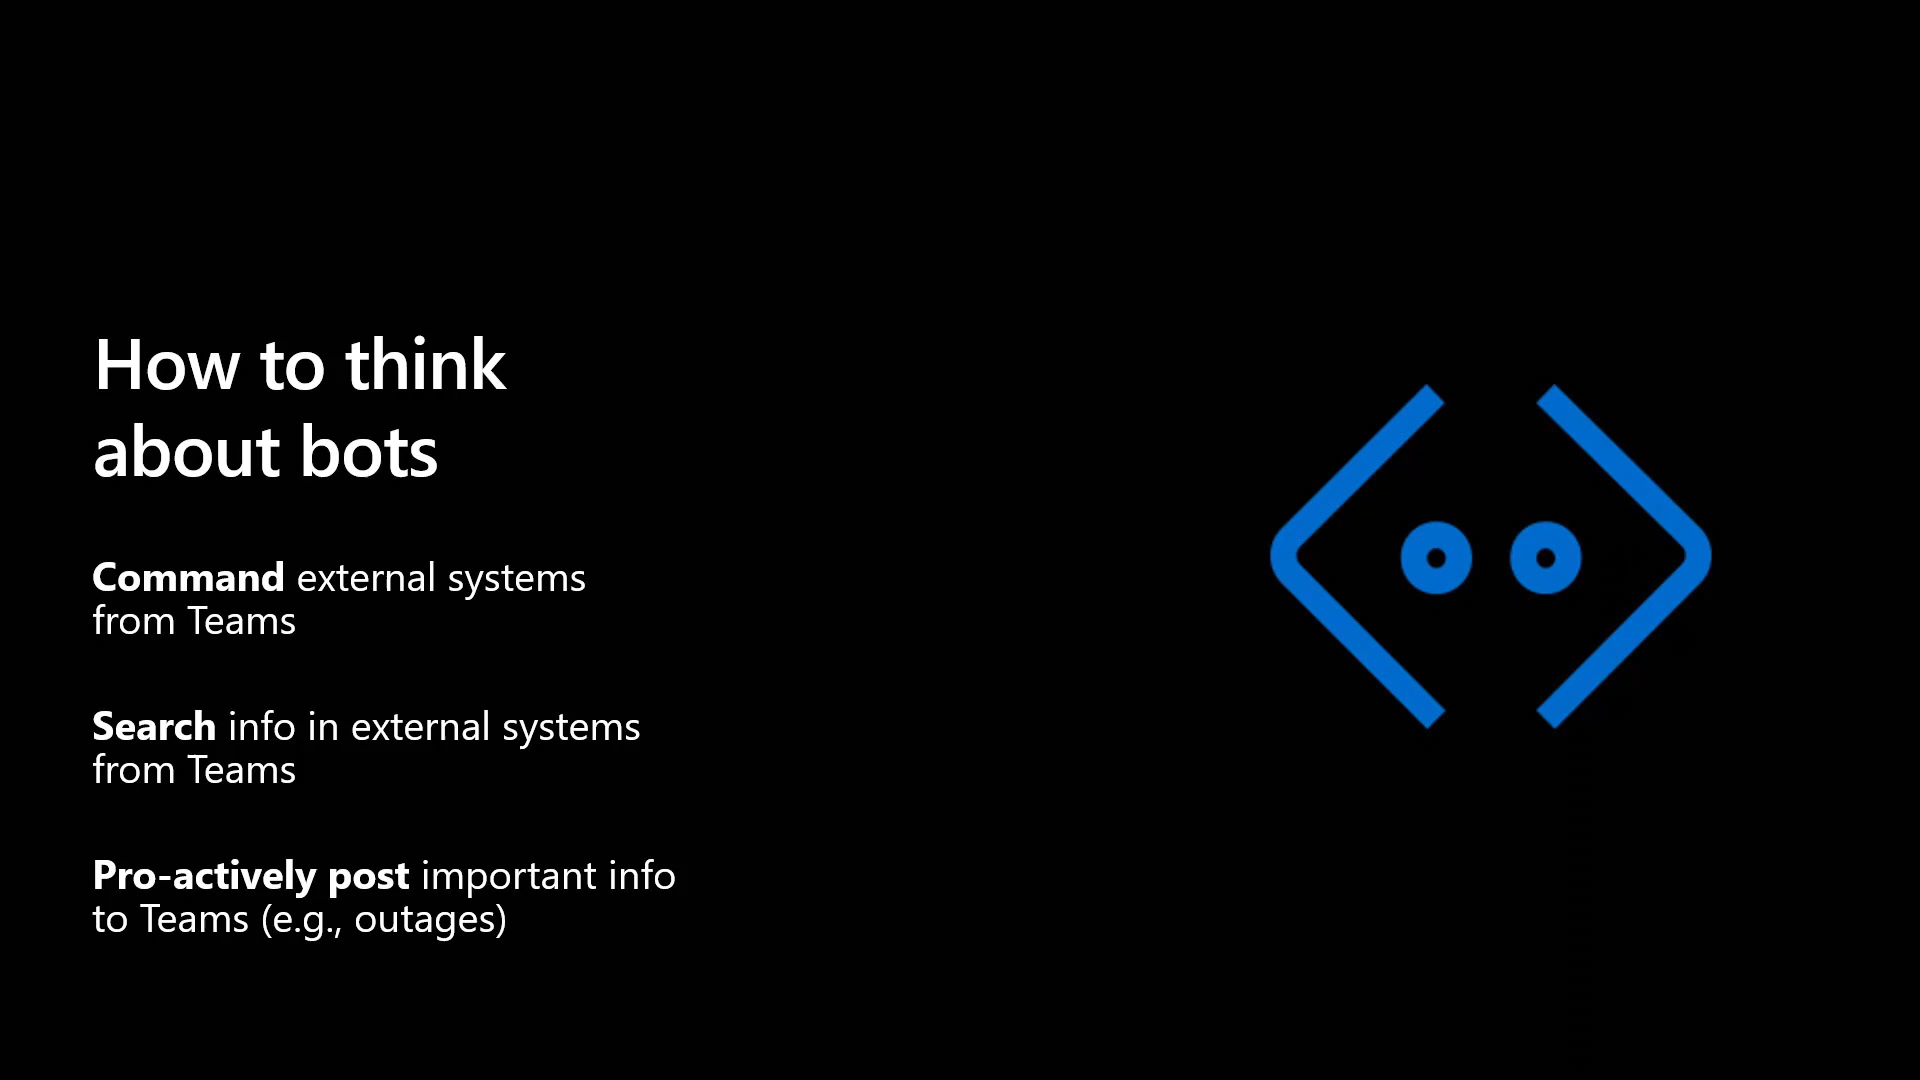 How to think
about bots
Command external systems
from Teams
Search info in external systems
from Teams
Pro-actively post important info
to Teams (e.g., outages)